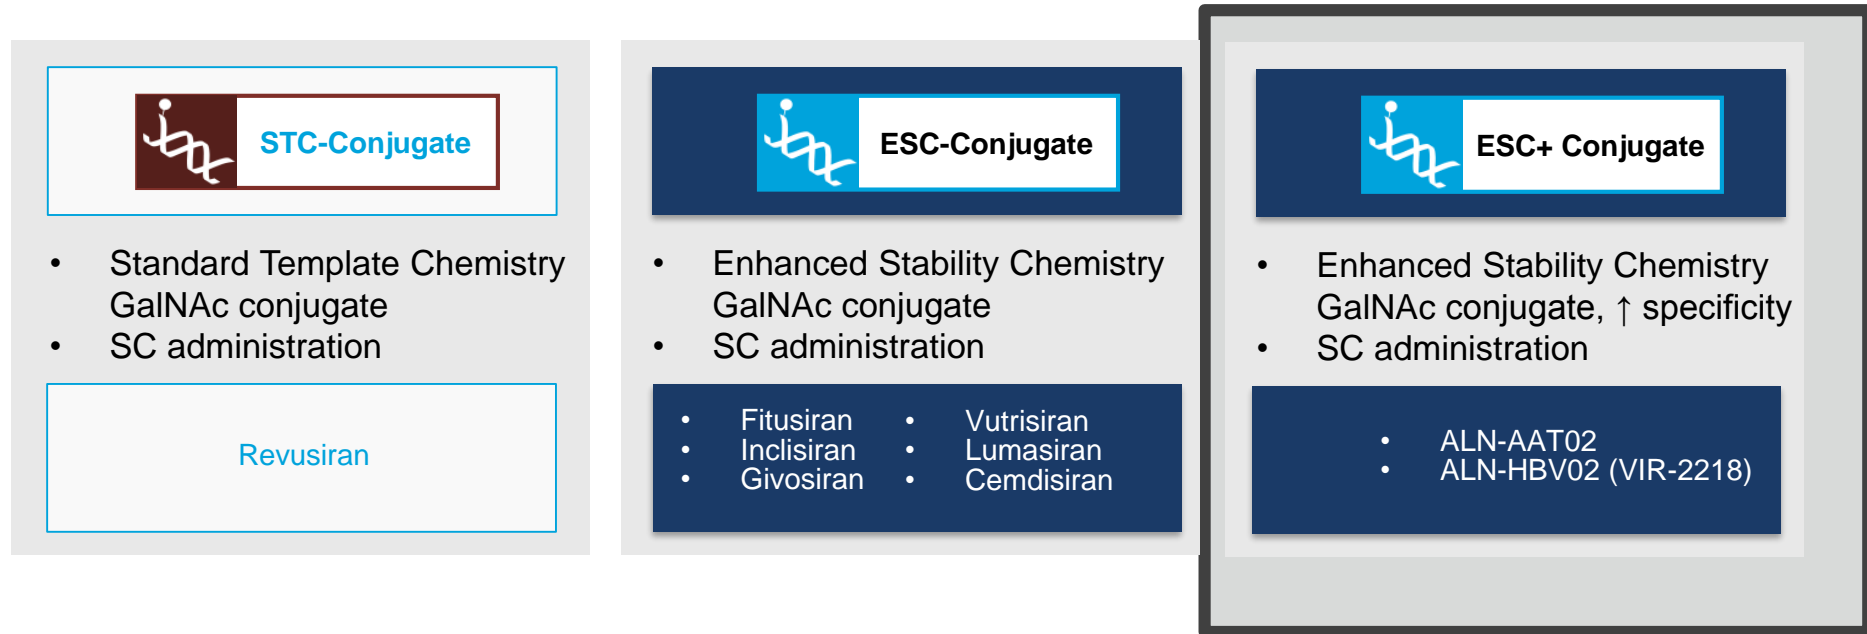 STC-Conjugate
• Standard Template Chemistry
GalNAc conjugate
• SC administration
Revusiran
ESC-Conjugate
• Enhanced Stability Chemistry
GalNAc conjugate
• SC administration
• Fitusiran
• Inclisiran
• Givosiran
• Vutrisiran
• Lumasiran
• Cemdisiran
ESC+ Conjugate
• Enhanced Stability Chemistry
GalNAc conjugate, ↑ specificity
• SC administration
• ALN-AAT02
• ALN-HBV02 (VIR-2218)